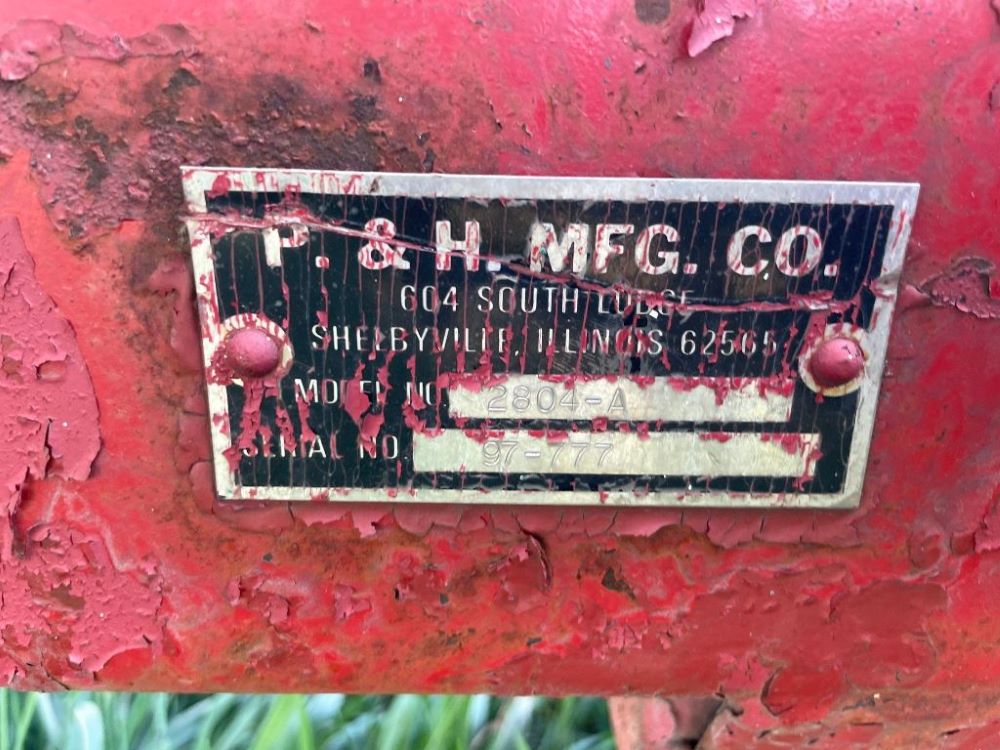 P. & H. MFG. CO.
604 SOUTH LODGE
SHELBYVILLE, ILLINOIS 62565
MODEL NO. 2804-A
SERIAL NO. 97-777